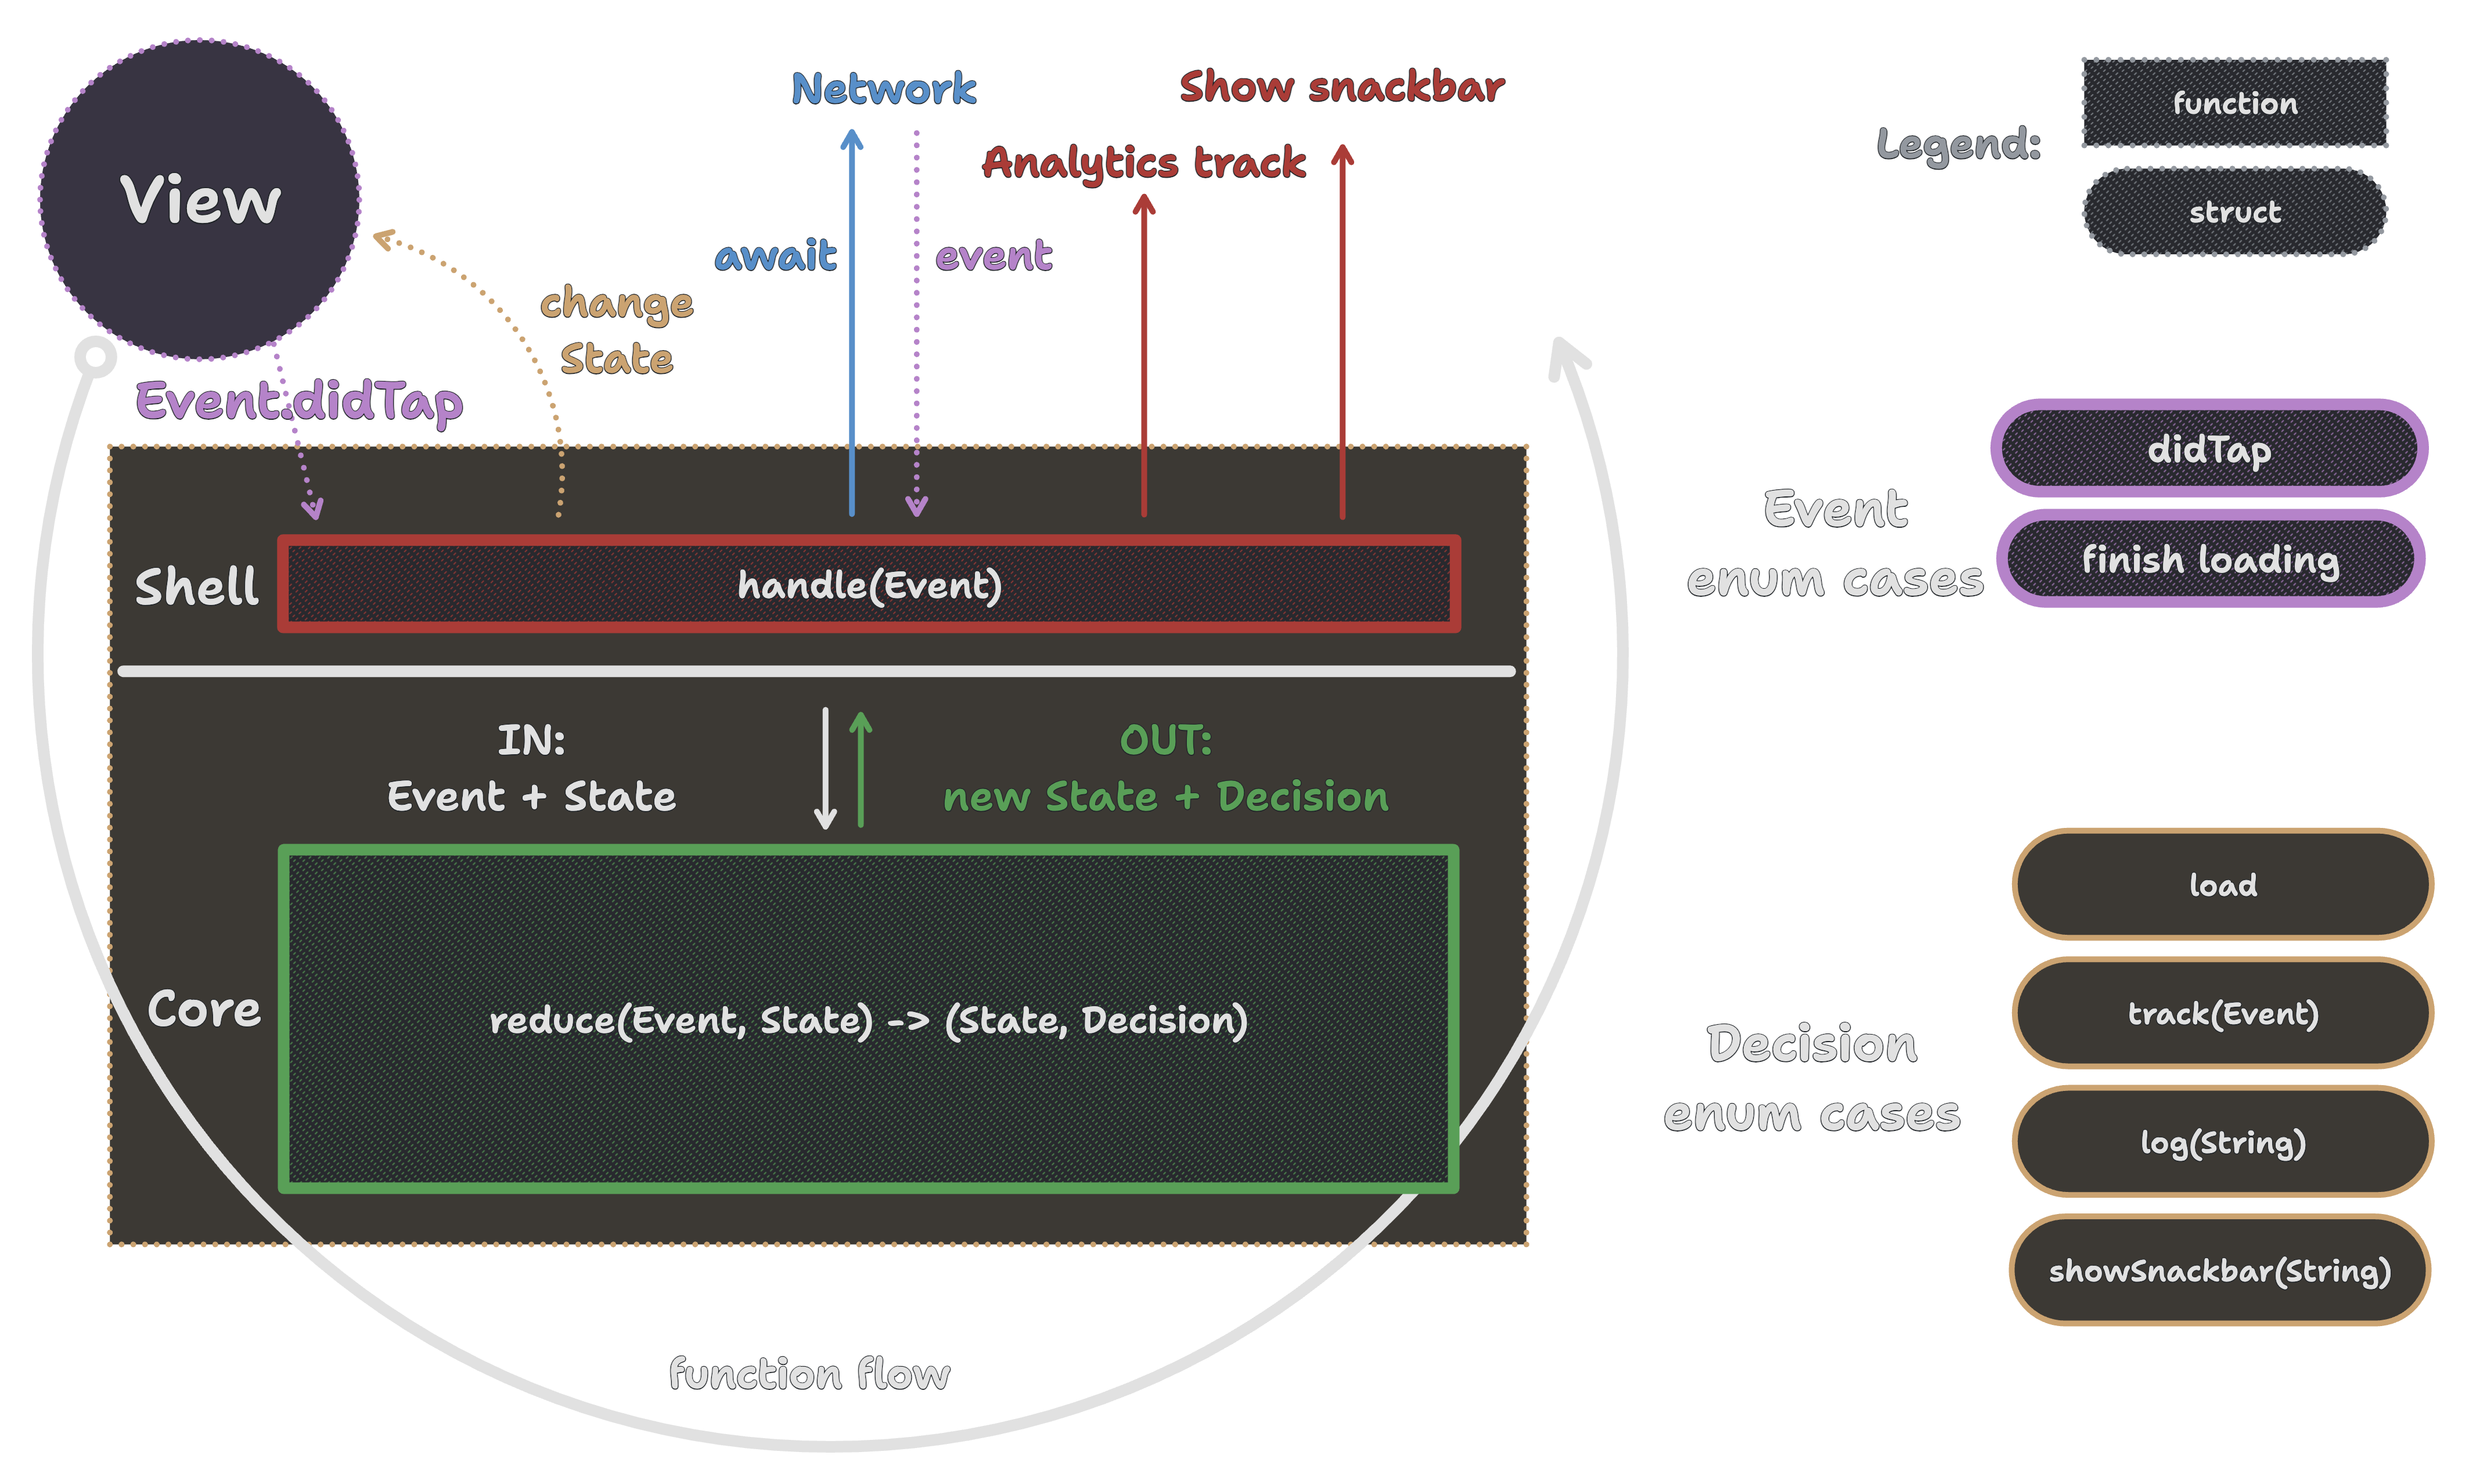 View
Network
Show snackbar
Analytics track
await
event
change
State
Event.didTap
Shell
handle(Event)
IN:
Event + State
OUT:
new State + Decision
Core
reduce(Event, State) -> (State, Decision)
function flow
Legend:
function
struct
Event
enum cases
didTap
finish loading
Decision
enum cases
load
track(Event)
log(String)
showSnackbar(String)